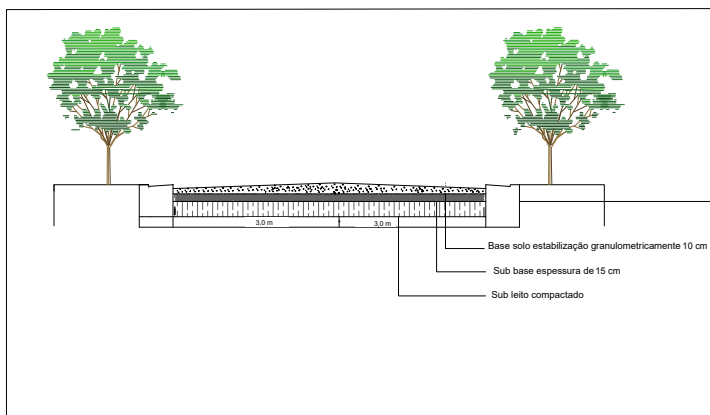 3,0 m 3,0 m
Base solo estabilização granulometricamente 10 cm
Sub base espessura de 15 cm
Sub leito compactado